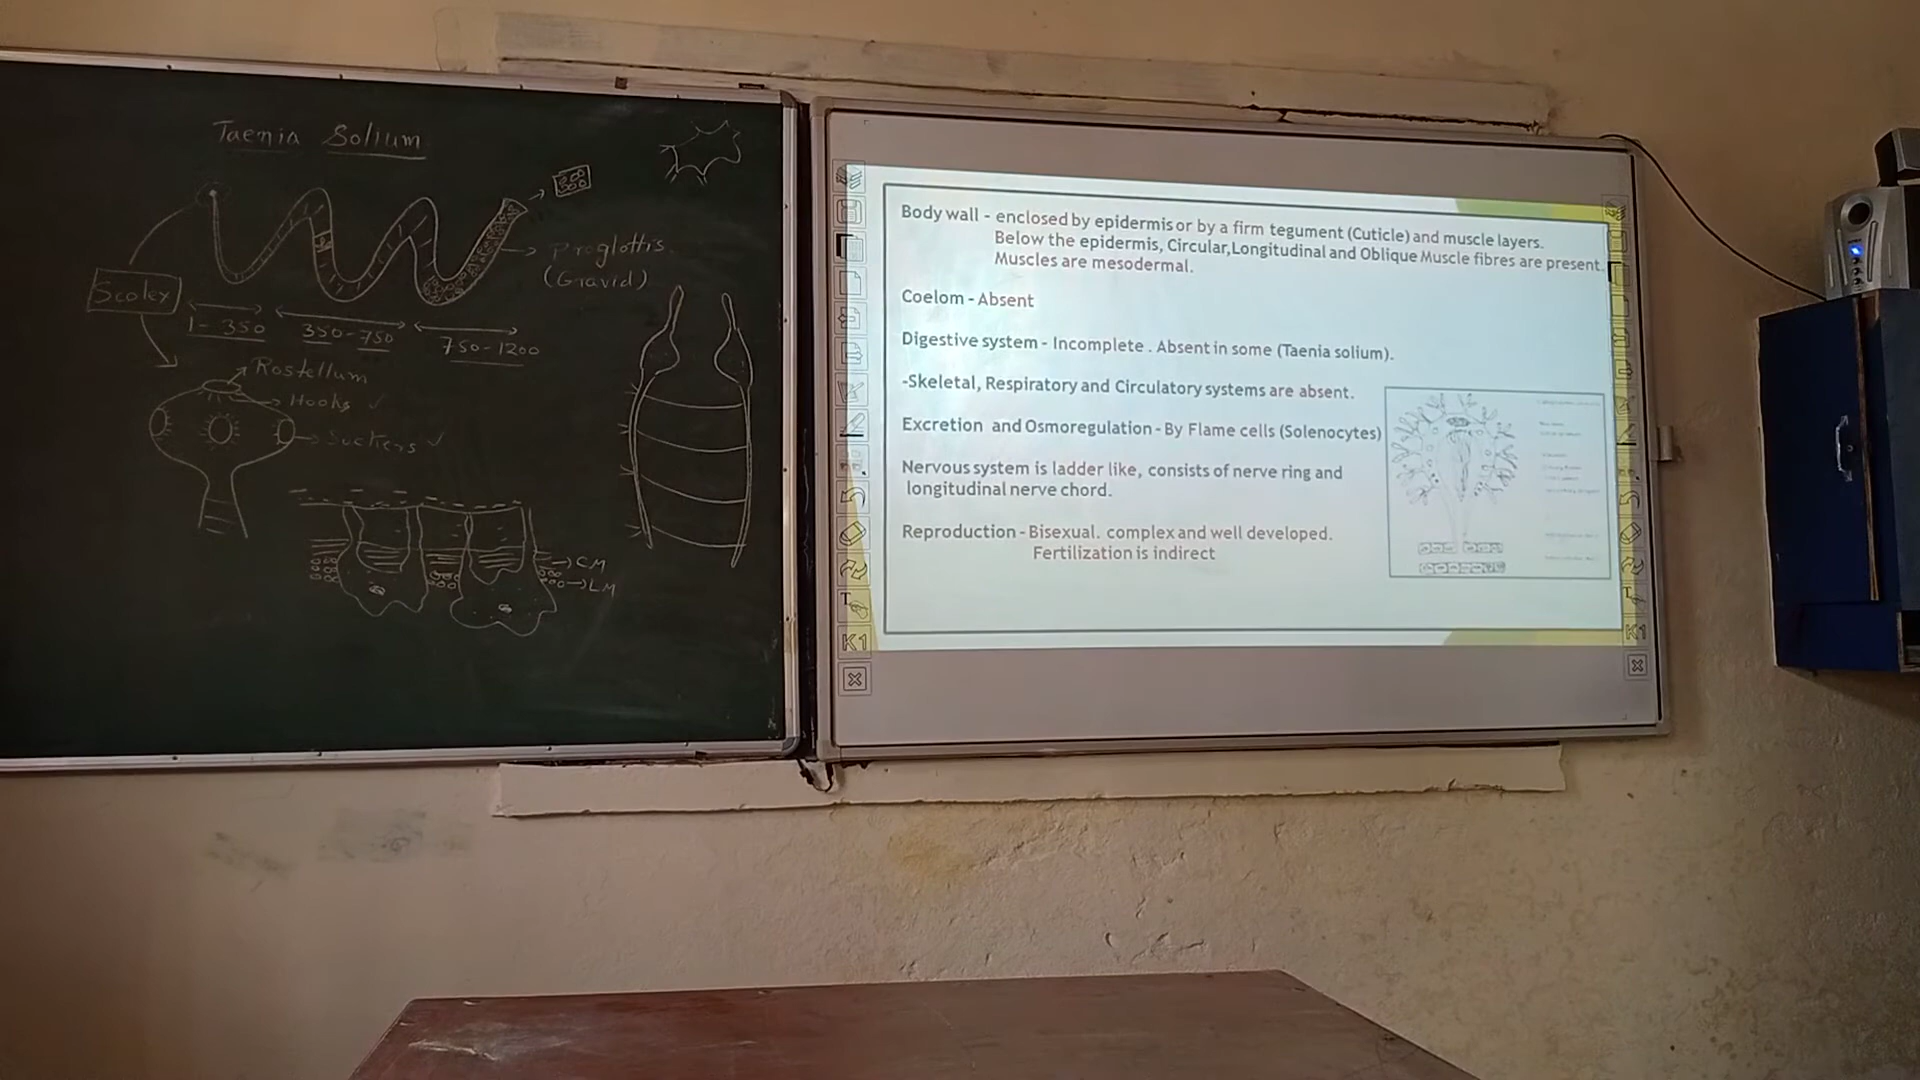 Taenia Solium
Proglottis.
(Gravid)
Scolex
1-350
350-750
750-1200
Rostellum
Hooks ✓
Suckers ✓
CM
LM
Body wall - enclosed by epidermis or by a firm tegument (Cuticle) and muscle layers.
Below the epidermis, Circular,Longitudinal and Oblique Muscle fibres are present.
Muscles are mesodermal.
Coelom - Absent
Digestive system - Incomplete . Absent in some (Taenia solium).
-Skeletal, Respiratory and Circulatory systems are absent.
Excretion and Osmoregulation - By Flame cells (Solenocytes)
Nervous system is ladder like, consists of nerve ring and
longitudinal nerve chord.
Reproduction - Bisexual. complex and well developed.
Fertilization is indirect
T
K1
T
K1